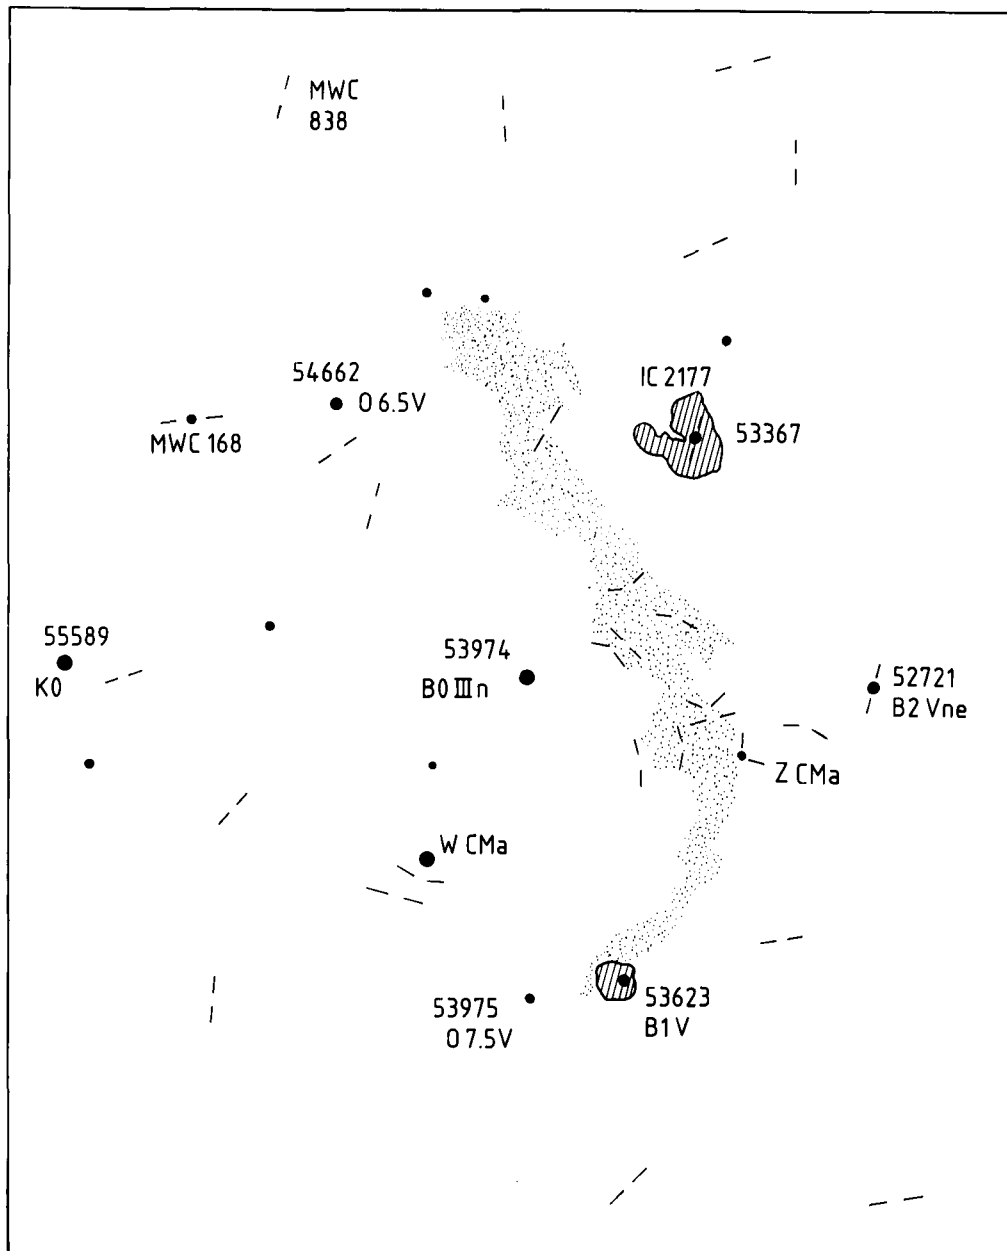 MWC
838
54662
O 6.5V
IC 2177
53367
MWC 168
55589
K0
53974
B0 IIIn
52721
B2 Vne
Z CMa
W CMa
53975
O 7.5V
53623
B1 V